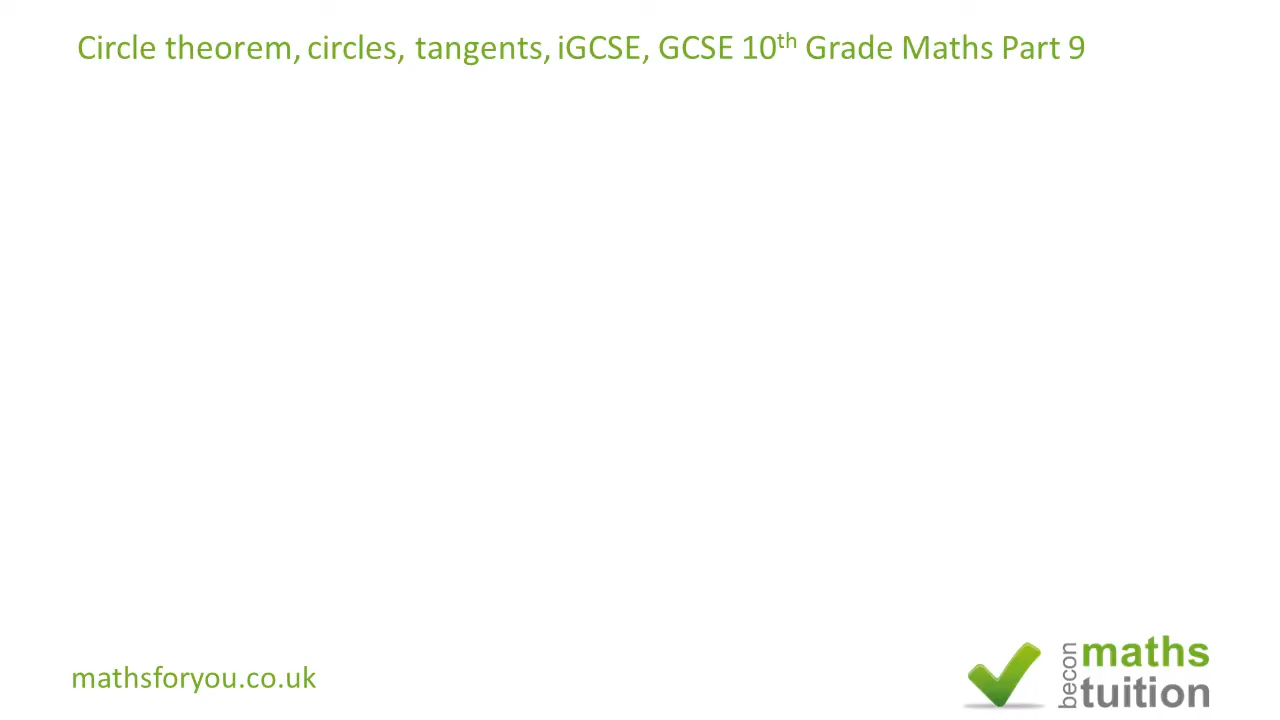 Circle theorem, circles, tangents, iGCSE, GCSE 10th Grade Maths Part 9
mathsforyou.co.uk
becon
maths
tuition